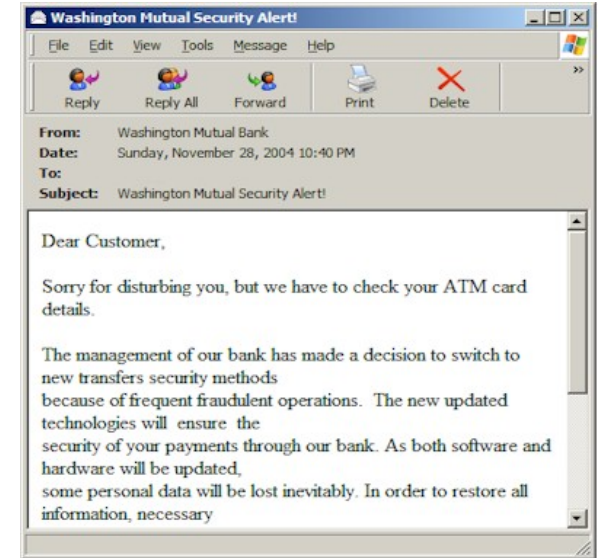 Washington Mutual Security Alert!
File Edit View Tools Message Help
Reply Reply All Forward Print Delete
From: Washington Mutual Bank
Date: Sunday, November 28, 2004 10:40 PM
To:
Subject: Washington Mutual Security Alert!
Dear Customer,
Sorry for disturbing you, but we have to check your ATM card
details.
The management of our bank has made a decision to switch to
new transfers security methods
because of frequent fraudulent operations. The new updated
technologies will ensure the
security of your payments through our bank. As both software and
hardware will be updated,
some personal data will be lost inevitably. In order to restore all
information, necessary